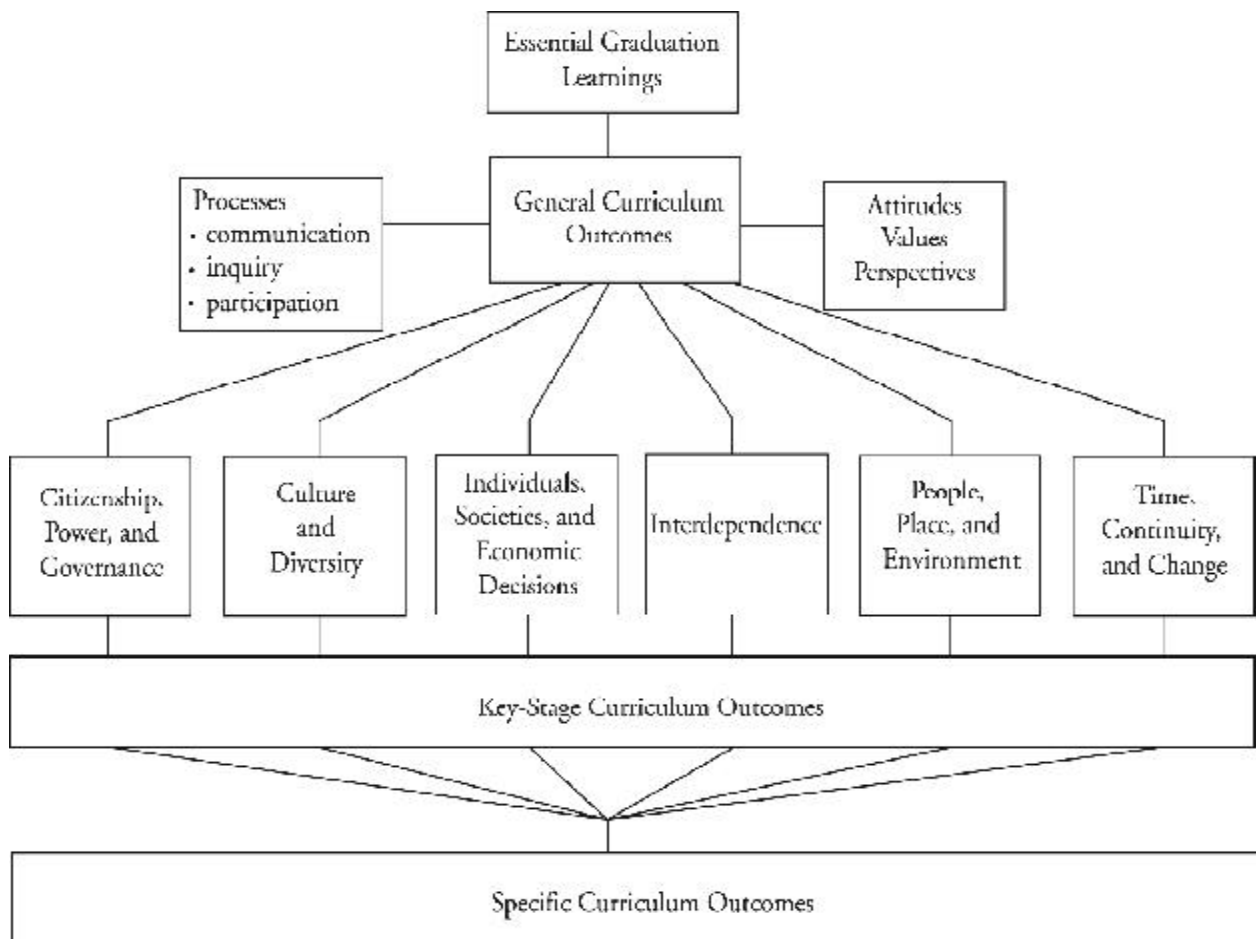 Essential Graduation
Learnings
Processes
• communication
• inquiry
• participation
General Curriculum
Outcomes
Attitudes
Values
Perspectives
Citizenship,
Power, and
Governance
Culture
and
Diversity
Individuals,
Societies, and
Economic
Decisions
Interdependence
People,
Place, and
Environment
Time,
Continuity,
and Change
Key-Stage Curriculum Outcomes
Specific Curriculum Outcomes